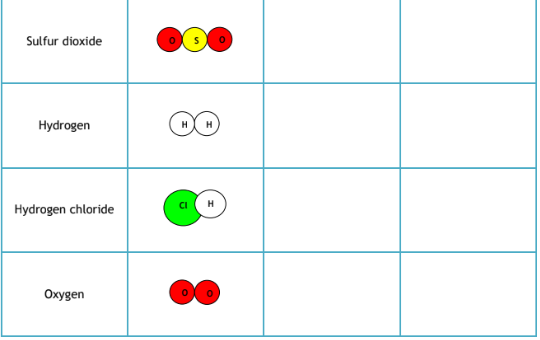 Sulfur dioxide
O S O
Hydrogen
H H
Hydrogen chloride
Cl H
Oxygen
O O